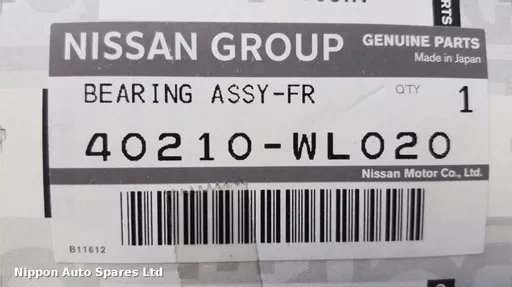 NISSAN GROUP
GENUINE PARTS
Made in Japan
BEARING ASSY-FR
QTY
1
40210-WL020
Nissan Motor Co., Ltd.
B11612
Nippon Auto Spares Ltd